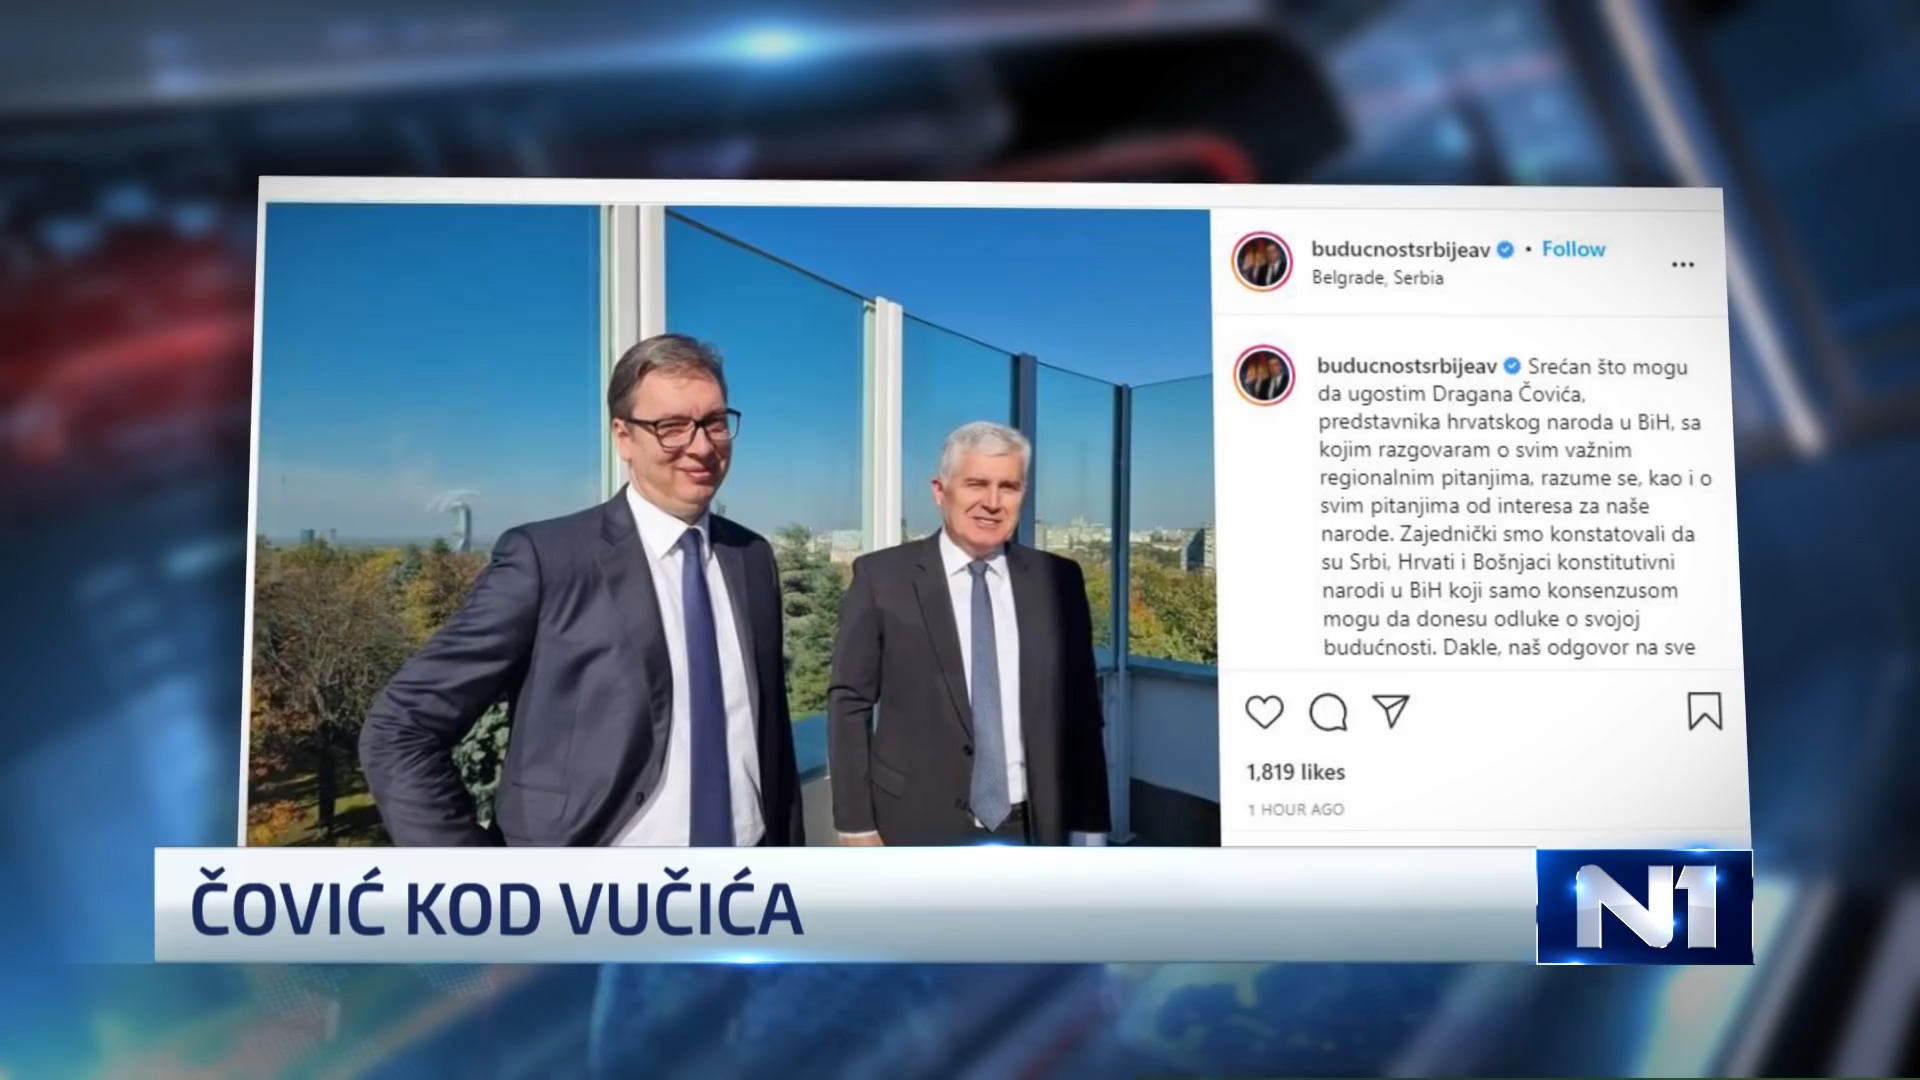 buducnostsrbijeav • Follow
Belgrade, Serbia
buducnostsrbijeav Srećan što mogu
da ugostim Dragana Čovića,
predstavnika hrvatskog naroda u BiH, sa
kojim razgovaram o svim važnim
regionalnim pitanjima, razume se, kao i o
svim pitanjima od interesa za naše
narode. Zajednički smo konstatovali da
su Srbi, Hrvati i Bošnjaci konstitutivni
narodi u BiH koji samo konsenzusom
mogu da donesu odluke o svojoj
budućnosti. Dakle, naš odgovor na sve
1,819 likes
1 HOUR AGO
ČOVIĆ KOD VUČIĆA
N1